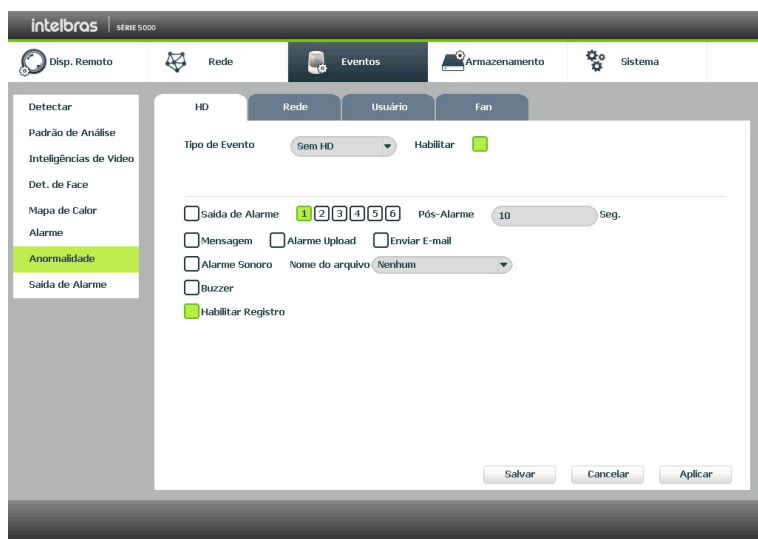 intelbras SÉRIE 5000
Disp. Remoto Rede Eventos Armazenamento Sistema
Detectar
Padrão de Análise
Inteligências de Vídeo
Det. de Face
Mapa de Calor
Alarme
Anormalidade
Saída de Alarme
HD Rede Usuário Fan
Tipo de Evento Sem HD Habilitar
Saída de Alarme 1 2 3 4 5 6 Pós-Alarme 10 Seg.
Mensagem Alarme Upload Enviar E-mail
Alarme Sonoro Nome do arquivo Nenhum
Buzzer
Habilitar Registro
Salvar Cancelar Aplicar